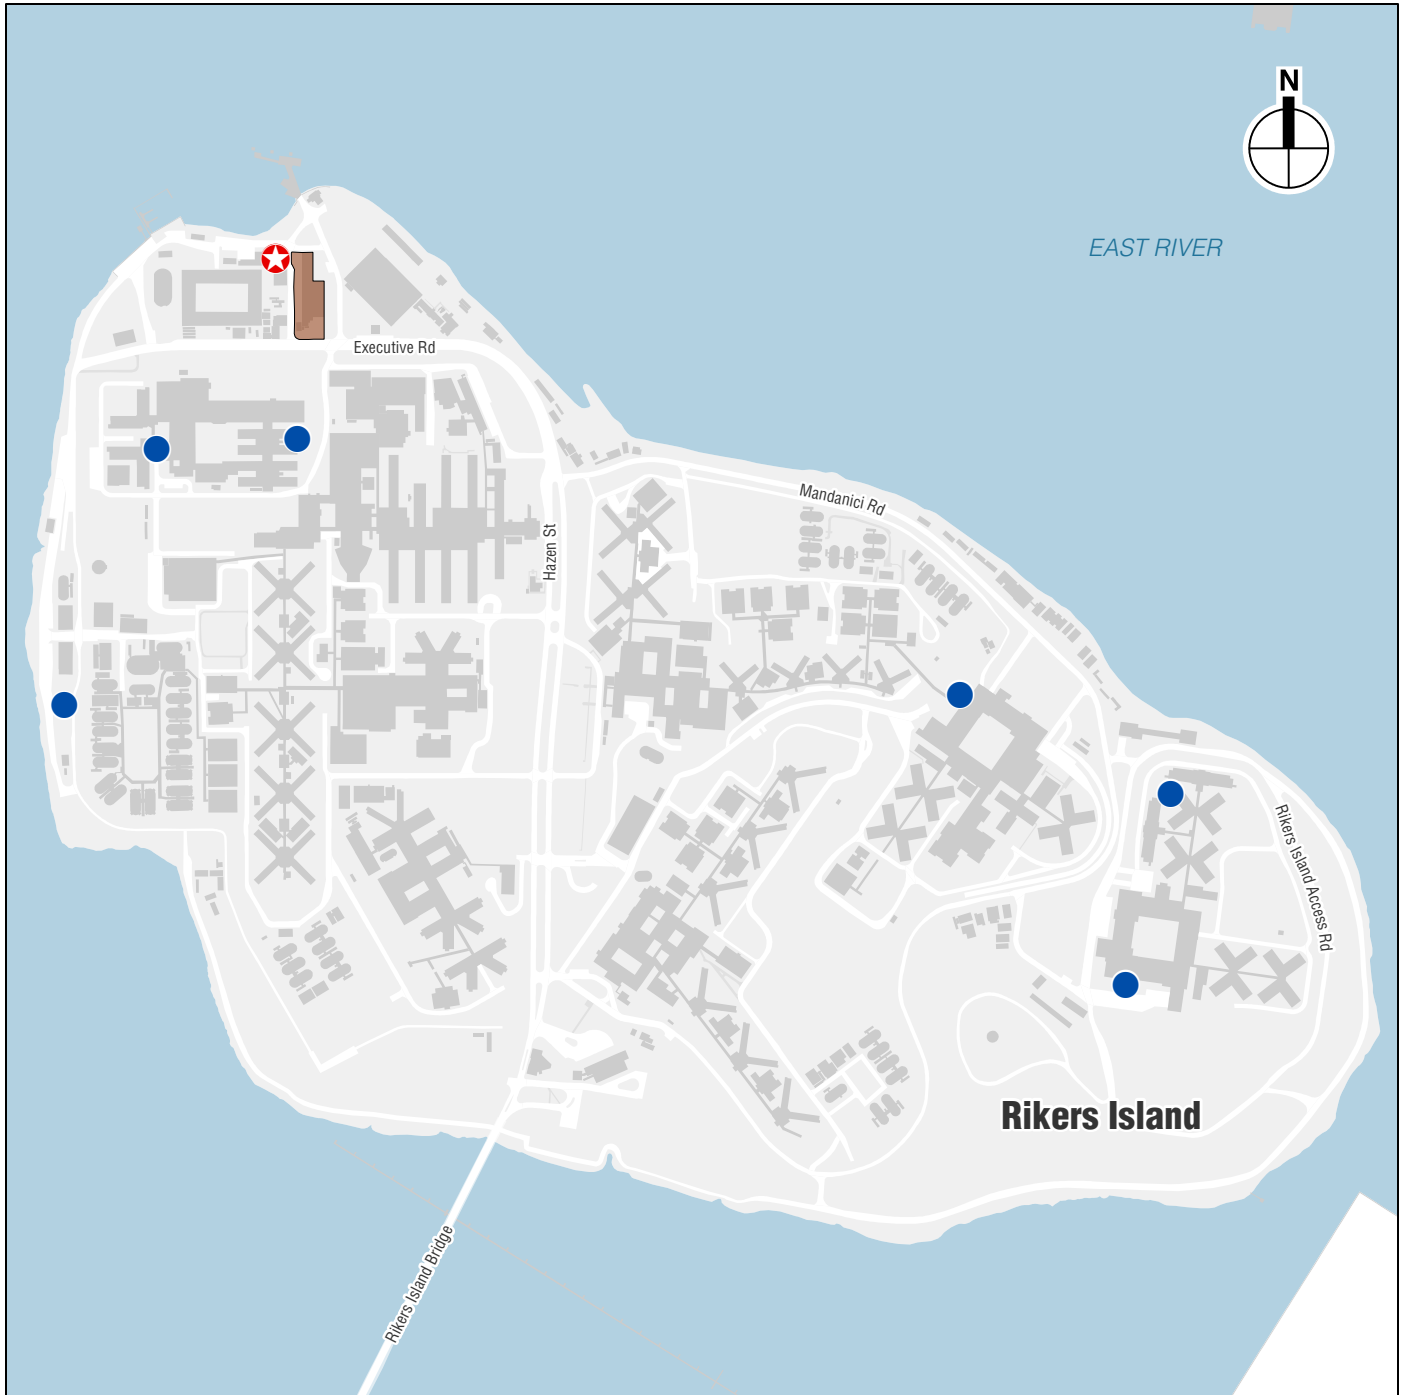 N
EAST RIVER
Executive Rd
Mandanici Rd
Hazen St
Rikers Island Access Rd
Rikers Island
Rikers Island Bridge